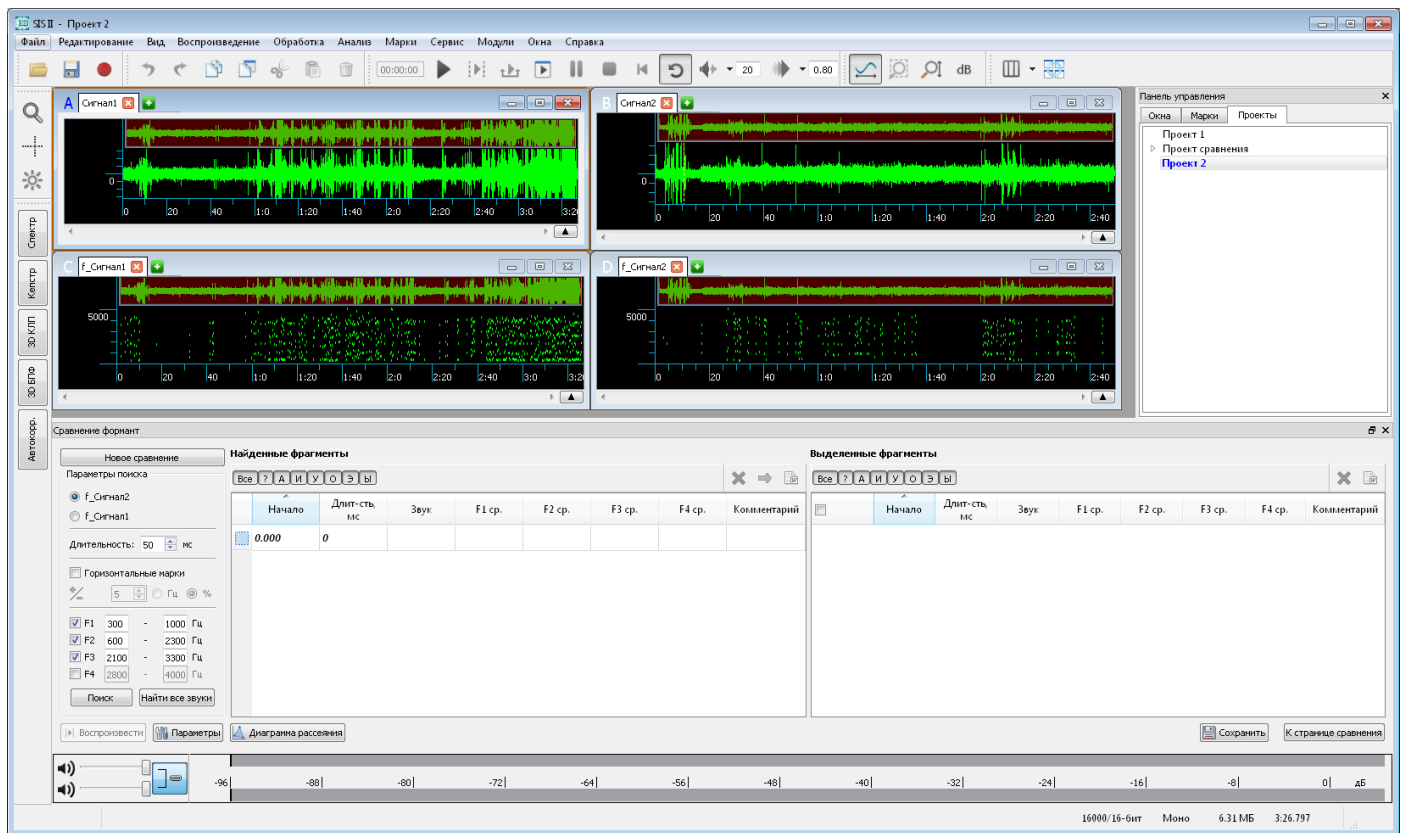 SIS II - Проект 2
Файл Редактирование Вид Воспроизведение Обработка Анализ Марки Сервис Модули Окна Справка
00:00:00 20 0.80 dB
A Сигнал1
0
0 20 40 1:0 1:20 1:40 2:0 2:20 2:40 3:0 3:20
B Сигнал2
0
0 20 40 1:0 1:20 1:40 2:0 2:20 2:40
C f_Сигнал1
5000
0 20 40 1:0 1:20 1:40 2:0 2:20 2:40 3:0 3:20
D f_Сигнал2
5000
0 20 40 1:0 1:20 1:40 2:0 2:20 2:40
Панель управления
Окна Марки Проекты
Проект 1
Проект сравнения
Проект 2
Спектр
Кепстр
3D КЛП
3D БПФ
Автокорр.
Сравнение формант
Новое сравнение
Параметры поиска
f_Сигнал2
f_Сигнал1
Длительность: 50 мс
Горизонтальные марки
+/- 5 Гц %
F1 300 - 1000 Гц
F2 600 - 2300 Гц
F3 2100 - 3300 Гц
F4 2800 - 4000 Гц
Поиск Найти все звуки
Найденные фрагменты
Все ? А И У О Э Ы
Начало Длит-сть, мс Звук F1 ср. F2 ср. F3 ср. F4 ср. Комментарий
0.000 0
Выделенные фрагменты
Все ? А И У О Э Ы
Начало Длит-сть, мс Звук F1 ср. F2 ср. F3 ср. F4 ср. Комментарий
Воспроизвести Параметры Диаграмма рассеяния Сохранить К странице сравнения
-96 -88 -80 -72 -64 -56 -48 -40 -32 -24 -16 -8 0 дБ
16000/16-бит Моно 6.31 МБ 3:26.797